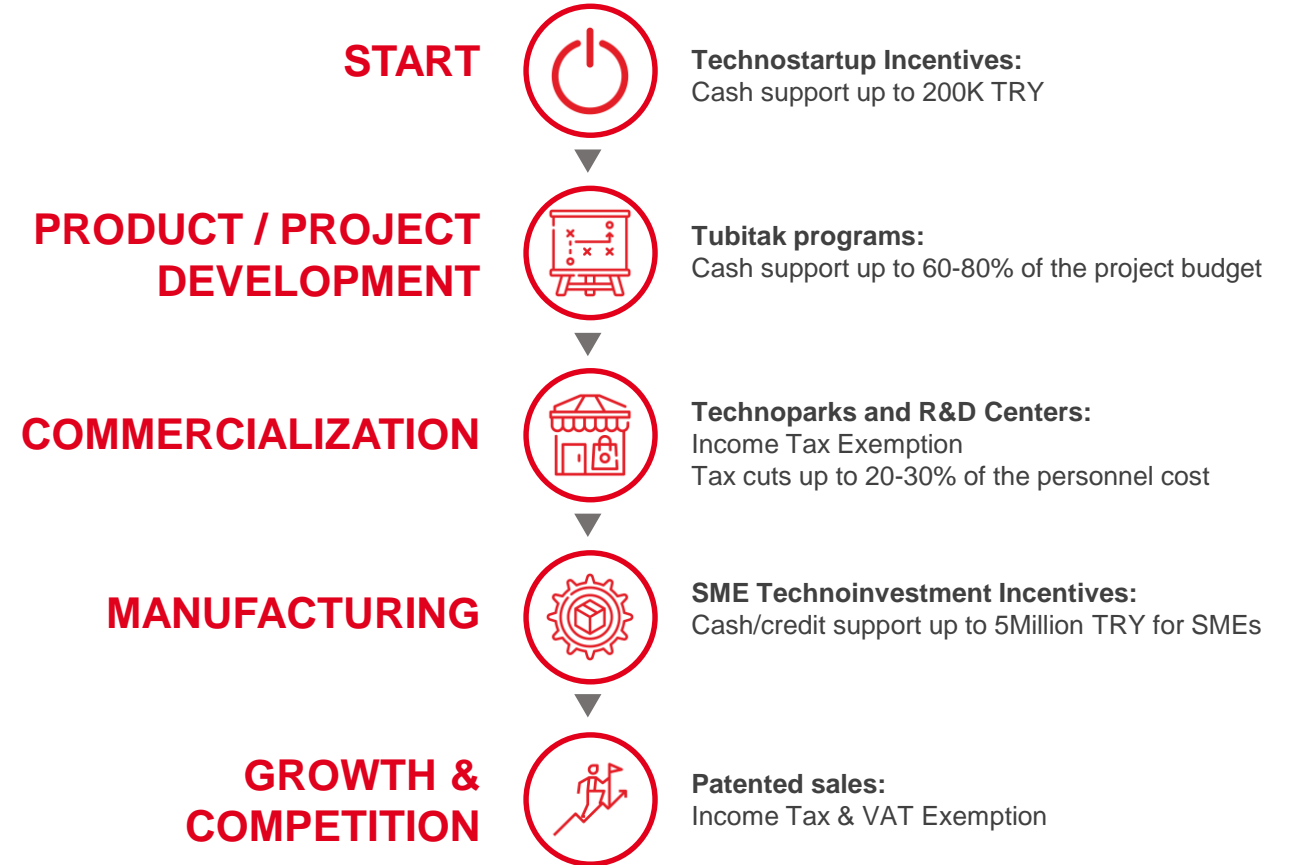 START
Technostartup Incentives:
Cash support up to 200K TRY
PRODUCT / PROJECT
DEVELOPMENT
Tubitak programs:
Cash support up to 60-80% of the project budget
COMMERCIALIZATION
Technoparks and R&D Centers:
Income Tax Exemption
Tax cuts up to 20-30% of the personnel cost
MANUFACTURING
SME Technoinvestment Incentives:
Cash/credit support up to 5Million TRY for SMEs
GROWTH &
COMPETITION
Patented sales:
Income Tax & VAT Exemption